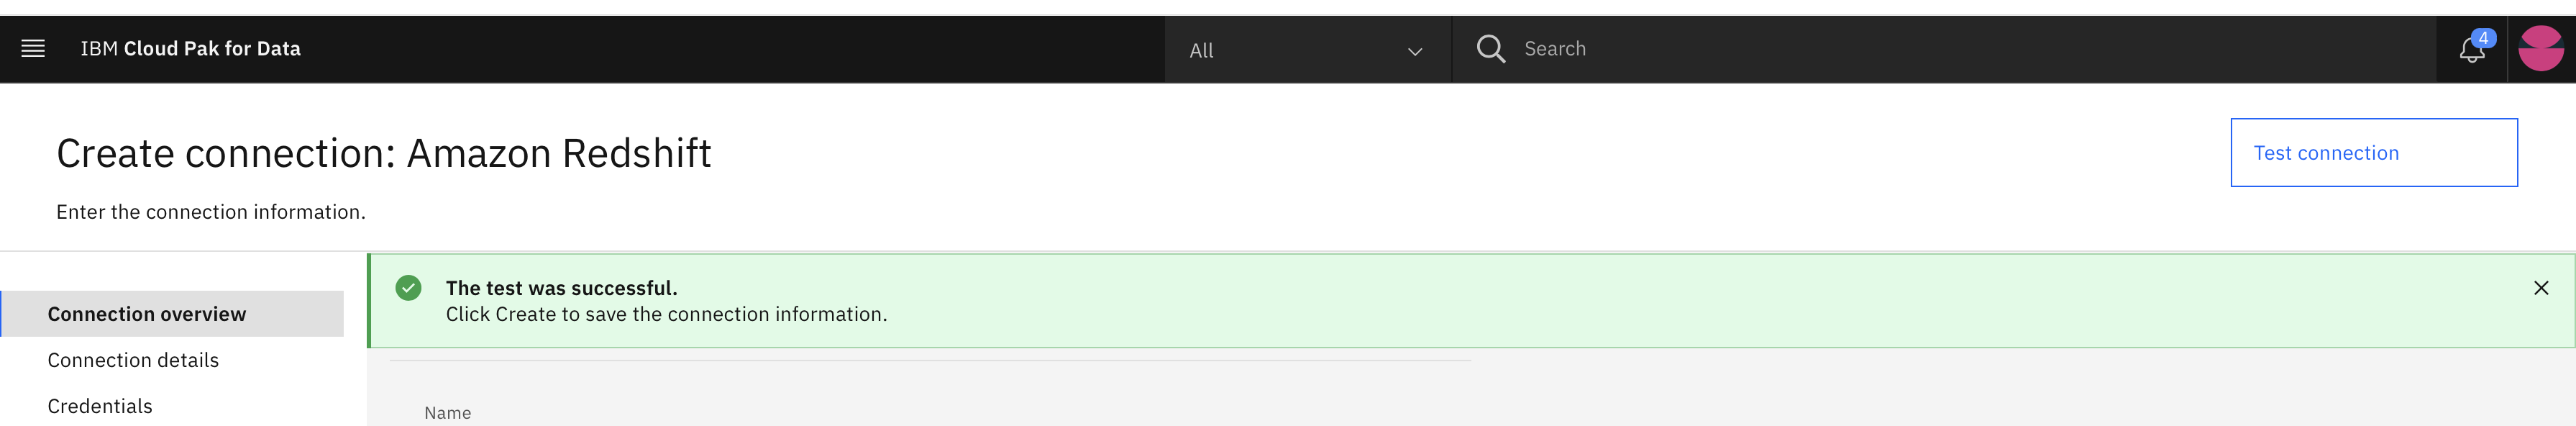 IBM Cloud Pak for Data
All
Search
4
Create connection: Amazon Redshift
Test connection
Enter the connection information.
The test was successful.
Click Create to save the connection information.
Connection overview
Connection details
Credentials
Name